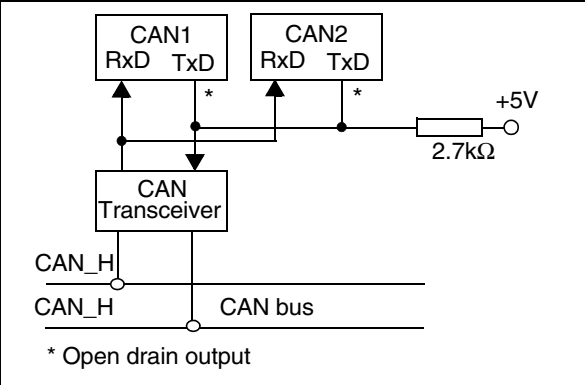 CAN1
RxD TxD
*
CAN2
RxD TxD
*
+5V
2.7kΩ
CAN
Transceiver
CAN_H
CAN_H
CAN bus
* Open drain output